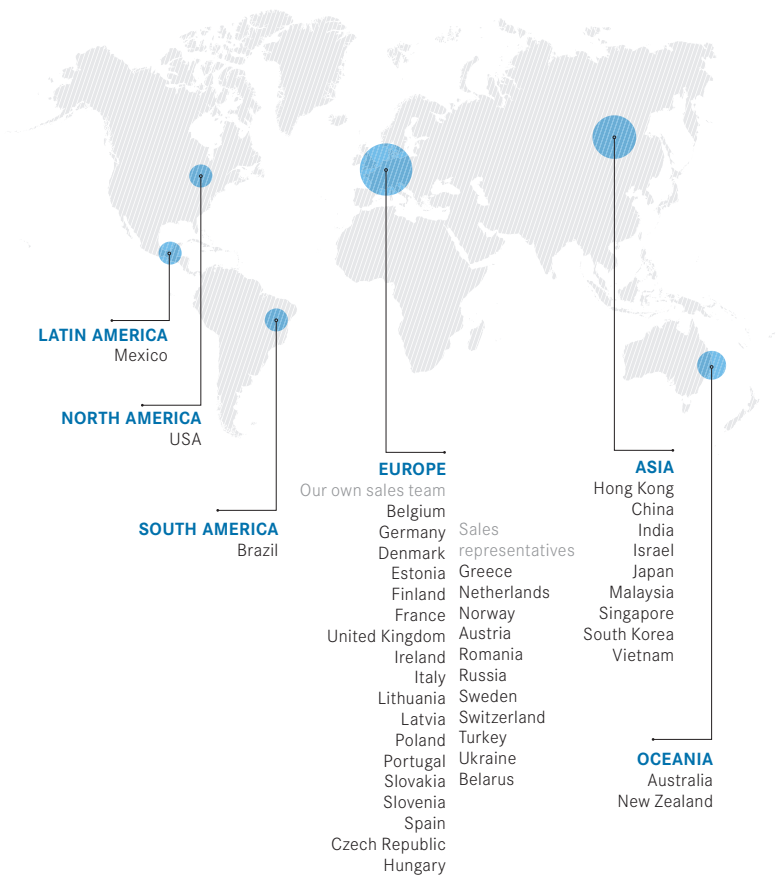 LATIN AMERICA
Mexico
NORTH AMERICA
USA
SOUTH AMERICA
Brazil
EUROPE
Our own sales team
Belgium
Germany
Denmark
Estonia
Finland
France
United Kingdom
Ireland
Italy
Lithuania
Latvia
Poland
Portugal
Slovakia
Slovenia
Spain
Czech Republic
Hungary
Sales
representatives
Greece
Netherlands
Norway
Austria
Romania
Russia
Sweden
Switzerland
Turkey
Ukraine
Belarus
ASIA
Hong Kong
China
India
Israel
Japan
Malaysia
Singapore
South Korea
Vietnam
OCEANIA
Australia
New Zealand